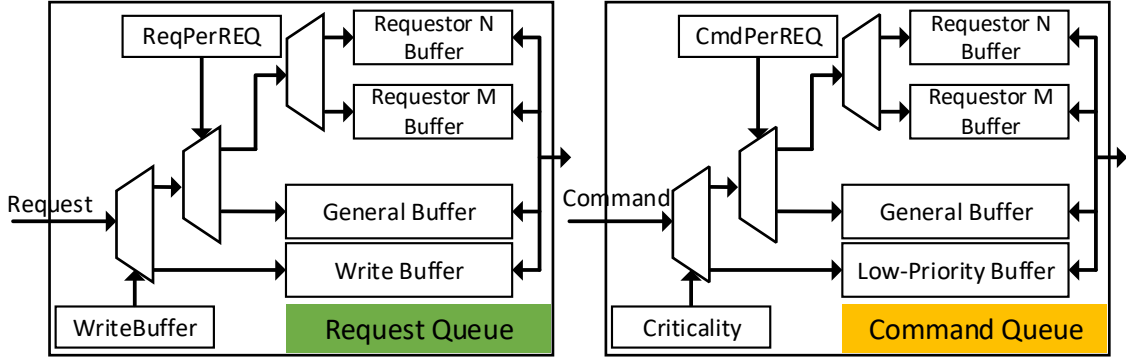 ReqPerREQ
Requestor N
Buffer
Requestor M
Buffer
Request
General Buffer
Write Buffer
WriteBuffer
Request Queue
CmdPerREQ
Requestor N
Buffer
Requestor M
Buffer
Command
General Buffer
Low-Priority Buffer
Criticality
Command Queue